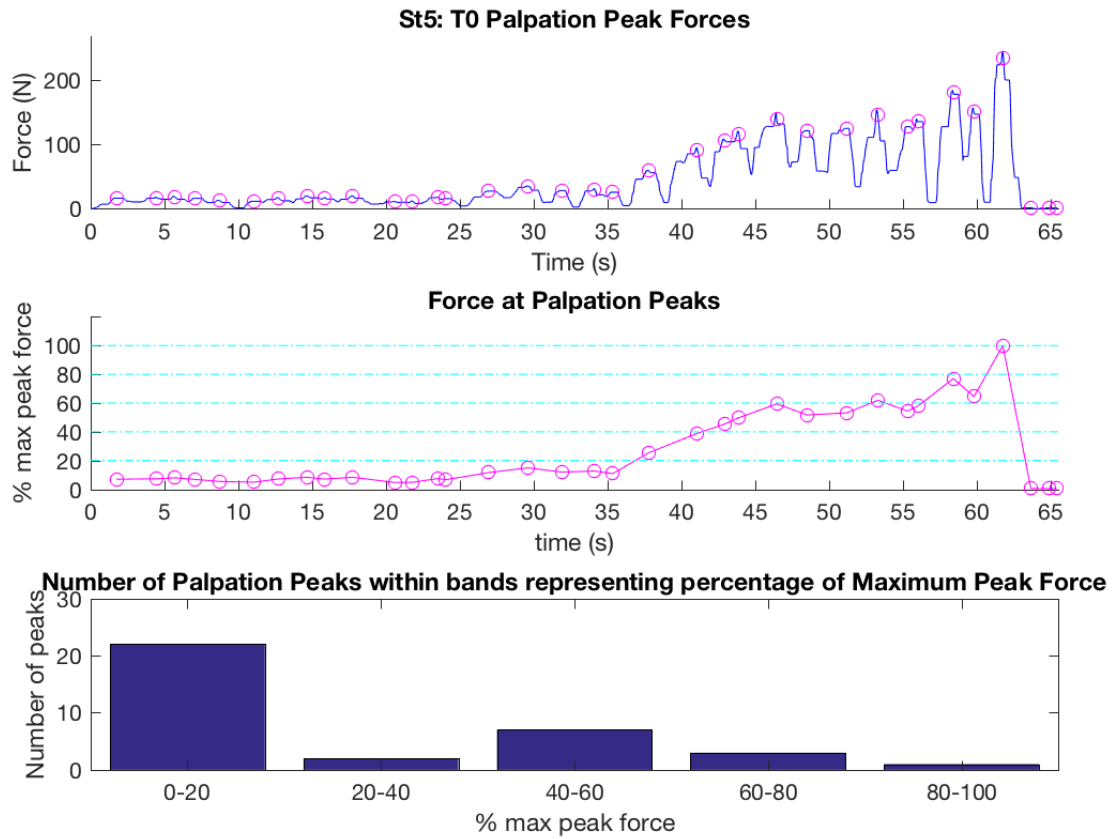 St5: T0 Palpation Peak Forces
Force (N)
200
100
0
0 5 10 15 20 25 30 35 40 45 50 55 60 65
Time (s)
Force at Palpation Peaks
% max peak force
100
80
60
40
20
0
0 5 10 15 20 25 30 35 40 45 50 55 60 65
time (s)
Number of Palpation Peaks within bands representing percentage of Maximum Peak Force
Number of peaks
30
20
10
0
0-20 20-40 40-60 60-80 80-100
% max peak force